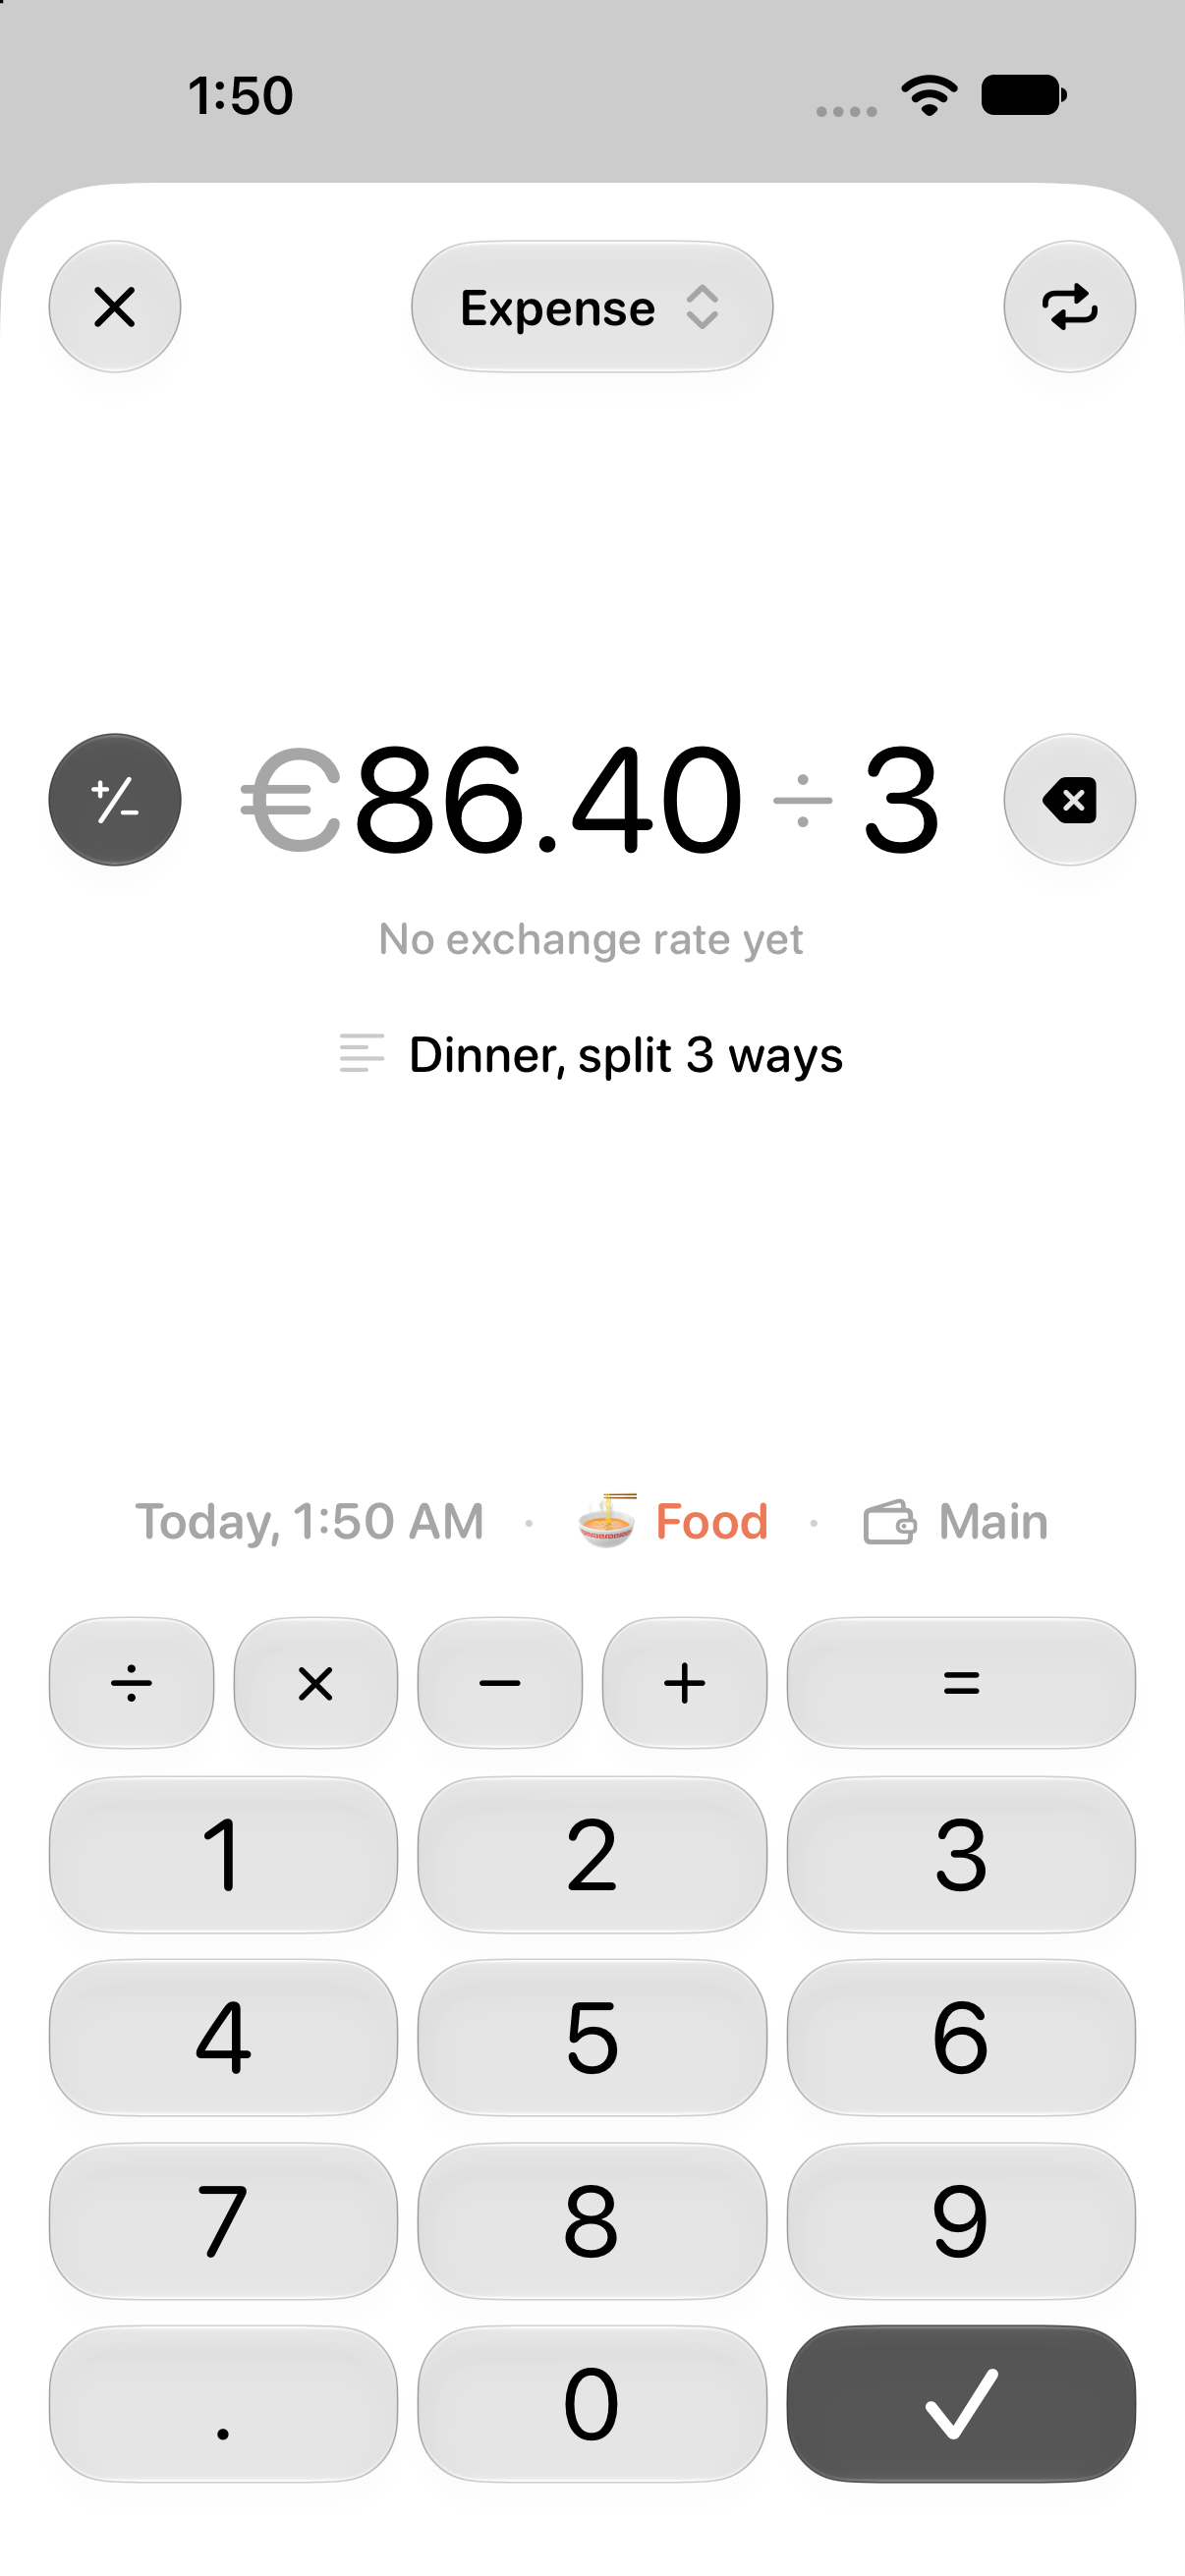 1:50
Expense
€86.40 ÷ 3
No exchange rate yet
Dinner, split 3 ways
Today, 1:50 AM · Food · Main
÷ × − + =
1 2 3
4 5 6
7 8 9
. 0